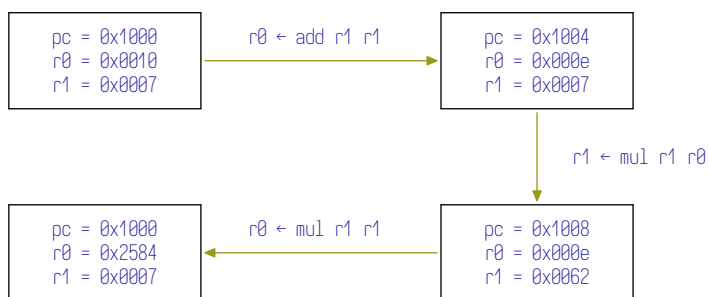 pc = 0x1000
r0 = 0x0010
r1 = 0x0007
r0 ← add r1 r1
pc = 0x1004
r0 = 0x000e
r1 = 0x0007
r1 ← mul r1 r0
pc = 0x1008
r0 = 0x000e
r1 = 0x0062
r0 ← mul r1 r1
pc = 0x1000
r0 = 0x2584
r1 = 0x0007